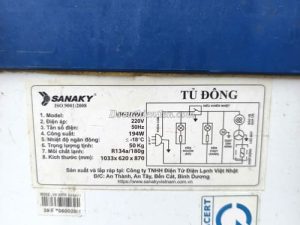 SANAKY
ISO 9001:2008
TỦ ĐÔNG
1. Model:
2. Điện áp: 220V
3. Tần số điện: 50Hz
4. Công suất: 194W
5. Nhiệt độ ngăn đông: ≤ -18°C
6. Trọng lượng tịnh: 50 Kg
7. Môi chất lạnh: R134a/180g
8. Kích thước (mm): 1033x 620 x 870
Sản xuất và lắp ráp tại: Công ty TNHH Điện Tử Điện Lạnh Việt Nhật
Đ/C: An Thành, An Tây, Bến Cát, Bình Dương
www.sanakyvietnam.com.vn
CERT